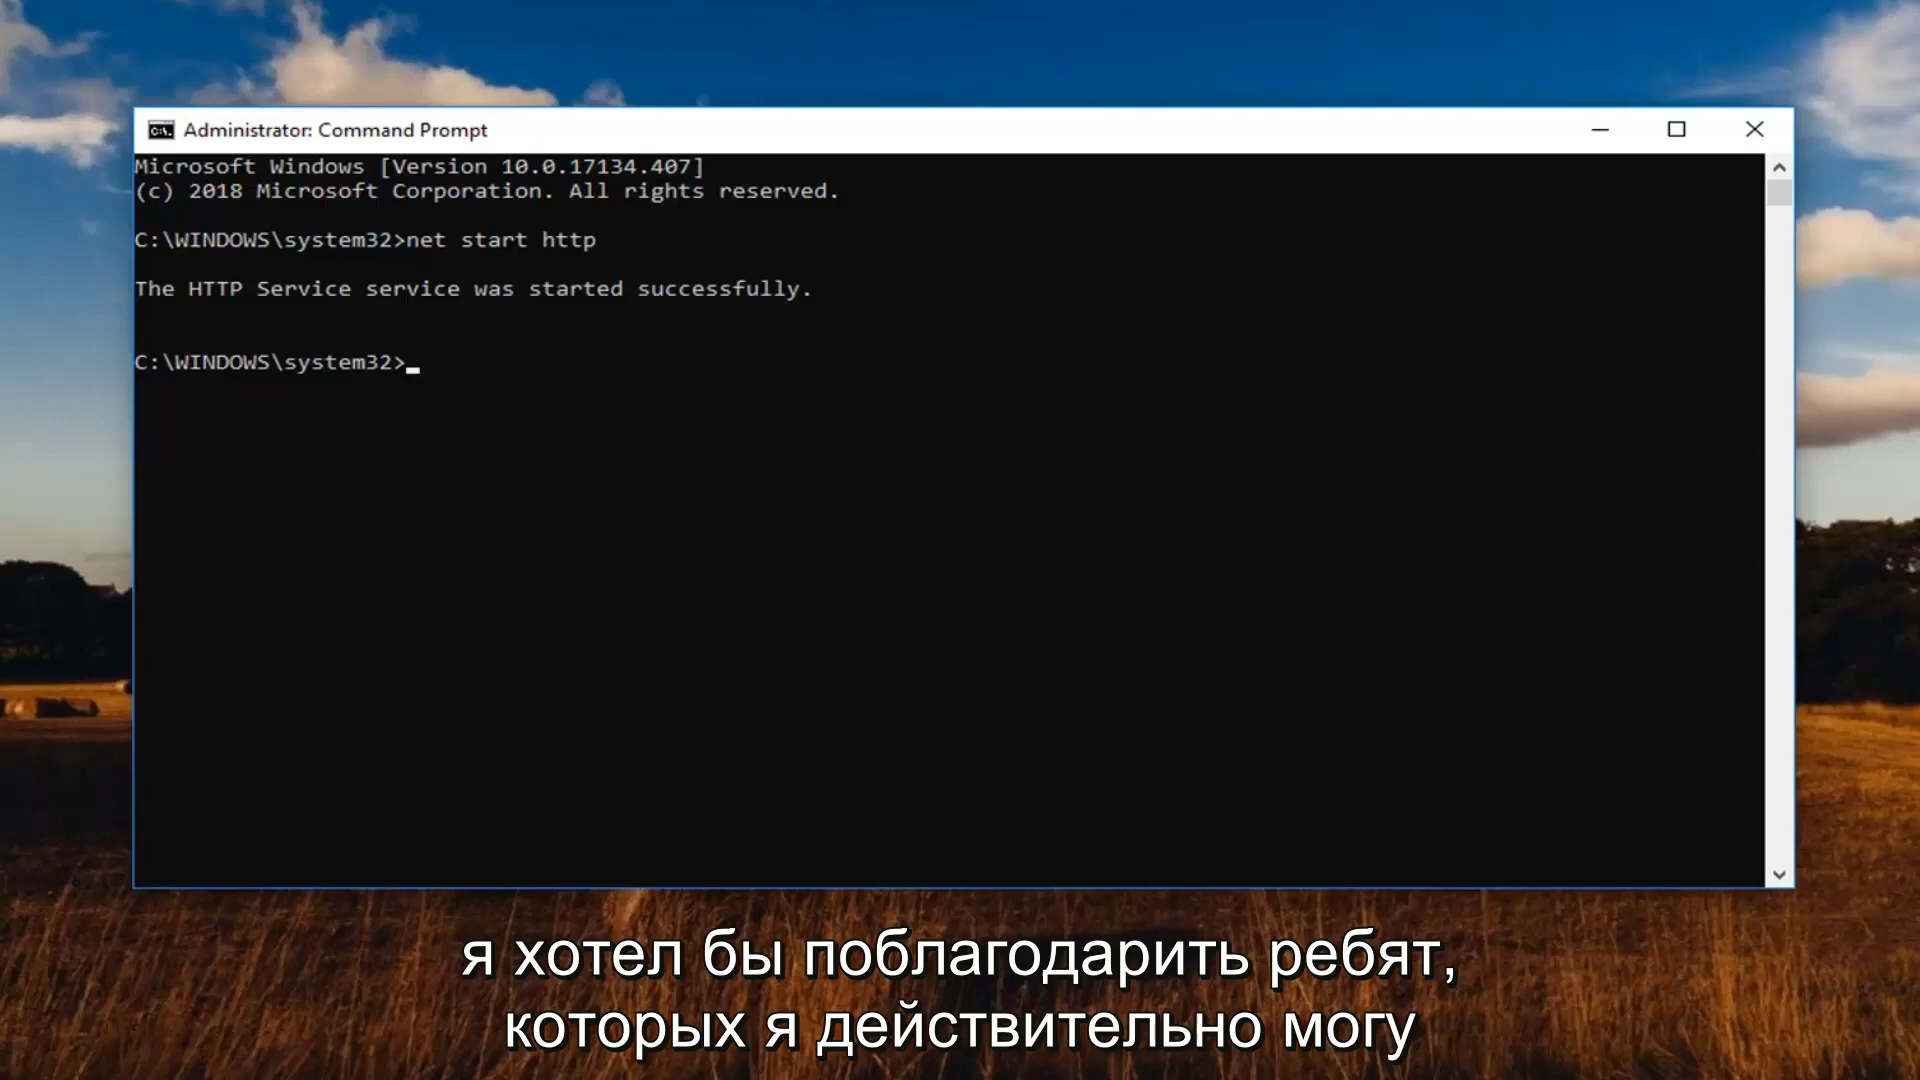 Administrator: Command Prompt
Microsoft Windows [Version 10.0.17134.407]
(c) 2018 Microsoft Corporation. All rights reserved.
C:\WINDOWS\system32>net start http
The HTTP Service service was started successfully.
C:\WINDOWS\system32>
я хотел бы поблагодарить ребят,
которых я действительно могу